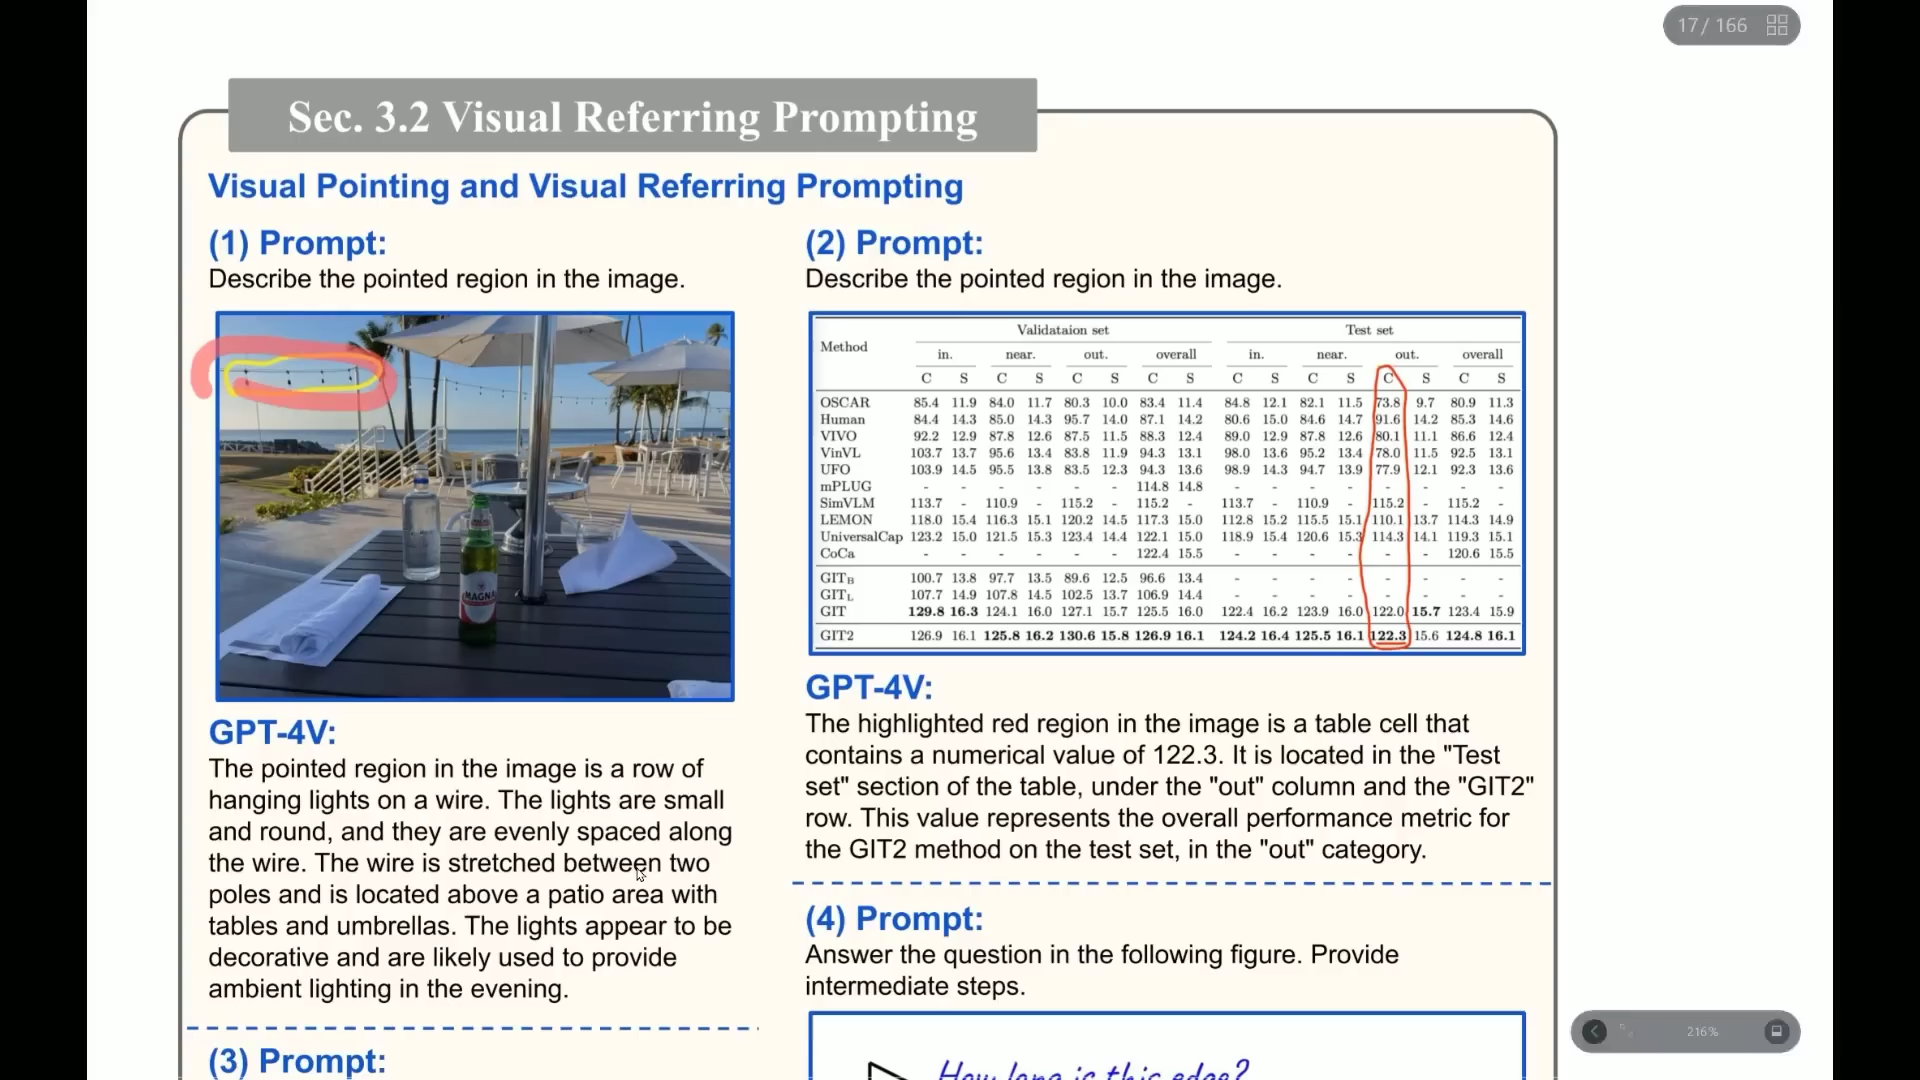 17/ 166
Sec. 3.2 Visual Referring Prompting
Visual Pointing and Visual Referring Prompting
(1) Prompt:
Describe the pointed region in the image.
MAGNA
GPT-4V:
The pointed region in the image is a row of
hanging lights on a wire. The lights are small
and round, and they are evenly spaced along
the wire. The wire is stretched between two
poles and is located above a patio area with
tables and umbrellas. The lights appear to be
decorative and are likely used to provide
ambient lighting in the evening.
(3) Prompt:
(2) Prompt:
Describe the pointed region in the image.
Method Validataion set Test set
in. near. out. overall in. near. out. overall
C S C S C S C S C S C S C S C S
OSCAR 85.4 11.9 84.0 11.7 80.3 10.0 83.4 11.4 84.8 12.1 82.1 11.5 73.8 9.7 80.9 11.3
Human 84.4 14.3 85.0 14.3 95.7 14.0 87.1 14.2 80.6 15.0 84.6 14.7 91.6 14.2 85.3 14.6
VIVO 92.2 12.9 87.8 12.6 87.5 11.5 88.3 12.4 89.0 12.9 87.8 12.6 80.1 11.1 86.6 12.4
VinVL 103.7 13.7 95.6 13.4 83.8 11.9 94.3 13.1 98.0 13.6 95.2 13.4 78.0 11.5 92.5 13.1
UFO 103.9 14.5 95.5 13.8 83.5 12.3 94.3 13.6 98.9 14.3 94.7 13.9 77.9 12.1 92.3 13.6
mPLUG - - - - - - 114.8 14.8 - - - - - - - -
SimVLM 113.7 - 110.9 - 115.2 - 115.2 - 113.7 - 110.9 - 115.2 - 115.2 -
LEMON 118.0 15.4 116.3 15.1 120.2 14.5 117.3 15.0 112.8 15.2 115.5 15.1 110.1 13.7 114.3 14.9
UniversalCap 123.2 15.0 121.5 15.3 123.4 14.4 122.1 15.0 118.9 15.4 120.6 15.3 114.3 14.1 119.3 15.1
CoCa - - - - - - 122.4 15.5 - - - - - - 120.6 15.5
GITB 100.7 13.8 97.7 13.5 89.6 12.5 96.6 13.4 - - - - - - - -
GITL 107.7 14.9 107.8 14.5 102.5 13.7 106.9 14.4 - - - - - - - -
GIT 129.8 16.3 124.1 16.0 127.1 15.7 125.5 16.0 122.4 16.2 123.9 16.0 122.0 15.7 123.4 15.9
GIT2 126.9 16.1 125.8 16.2 130.6 15.8 126.9 16.1 124.2 16.4 125.5 16.1 122.3 15.6 124.8 16.1
GPT-4V:
The highlighted red region in the image is a table cell that
contains a numerical value of 122.3. It is located in the "Test
set" section of the table, under the "out" column and the "GIT2"
row. This value represents the overall performance metric for
the GIT2 method on the test set, in the "out" category.
(4) Prompt:
Answer the question in the following figure. Provide
intermediate steps.
How long is this edge?
216%